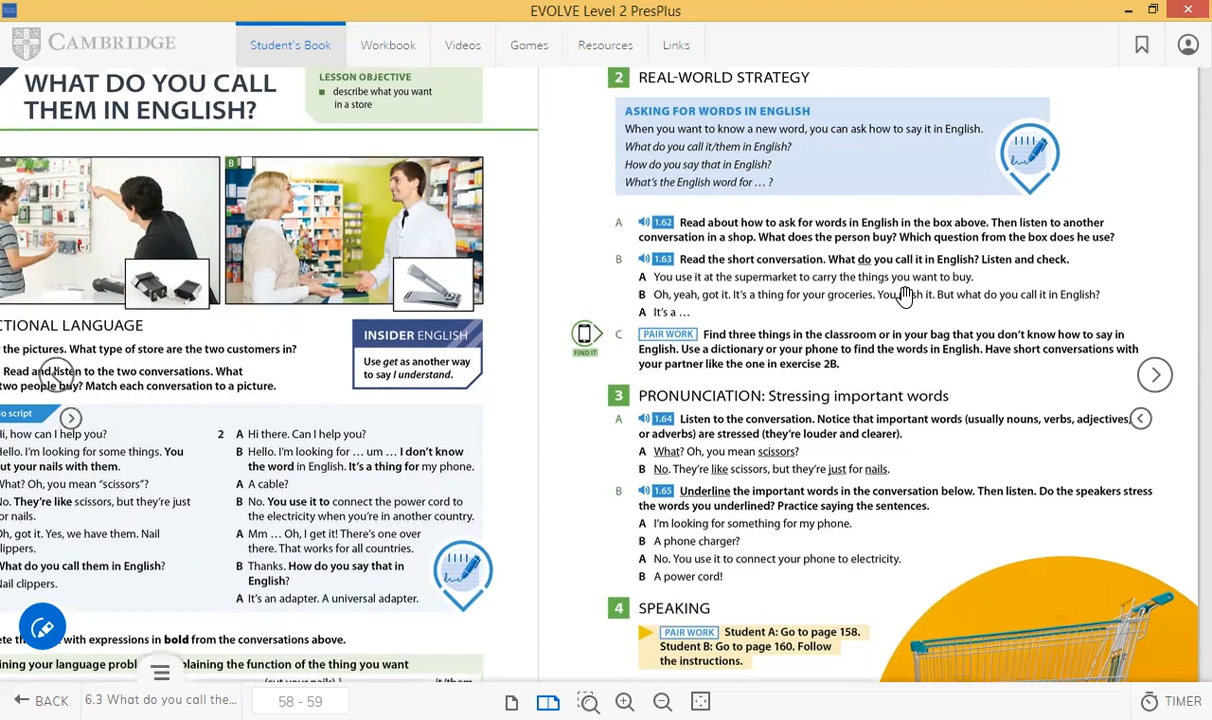 EVOLVE Level 2 PresPlus
CAMBRIDGE
Student's Book
Workbook
Videos
Games
Resources
Links
WHAT DO YOU CALL
THEM IN ENGLISH?
LESSON OBJECTIVE
describe what you want
in a store
B
CTIONAL LANGUAGE
the pictures. What type of store are the two customers in?
Read and listen to the two conversations. What
two people buy? Match each conversation to a picture.
INSIDER ENGLISH
Use get as another way
to say I understand.
o script
Hi, how can I help you?
Hello. I'm looking for some things. You
ut your nails with them.
What? Oh, you mean "scissors"?
No. They're like scissors, but they're just
or nails.
Oh, got it. Yes, we have them. Nail
lippers.
What do you call them in English?
Nail clippers.
2 A Hi there. Can I help you?
B Hello. I'm looking for … um … I don't know
the word in English. It's a thing for my phone.
A A cable?
B No. You use it to connect the power cord to
the electricity when you're in another country.
A Mm … Oh, I get it! There's one over
there. That works for all countries.
B Thanks. How do you say that in
English?
A It's an adapter. A universal adapter.
with expressions in bold from the conversations above.
ining your language
plaining the function of the thing you want
(cut your nails)
it/them
2 REAL-WORLD STRATEGY
ASKING FOR WORDS IN ENGLISH
When you want to know a new word, you can ask how to say it in English.
What do you call it/them in English?
How do you say that in English?
What's the English word for … ?
A 1.62 Read about how to ask for words in English in the box above. Then listen to another
conversation in a shop. What does the person buy? Which question from the box does he use?
B 1.63 Read the short conversation. What do you call it in English? Listen and check.
A You use it at the supermarket to carry the things you want to buy.
B Oh, yeah, got it. It's a thing for your groceries. You it. But what do you call it in English?
A It's a …
FIND IT
C PAIR WORK Find three things in the classroom or in your bag that you don't know how to say in
English. Use a dictionary or your phone to find the words in English. Have short conversations with
your partner like the one in exercise 2B.
3 PRONUNCIATION: Stressing important words
A 1.64 Listen to the conversation. Notice that important words (usually nouns, verbs, adjectives,
or adverbs) are stressed (they're louder and clearer).
A What? Oh, you mean scissors?
B No. They're like scissors, but they're just for nails.
B 1.65 Underline the important words in the conversation below. Then listen. Do the speakers stress
the words you underlined? Practice saying the sentences.
A I'm looking for something for my phone.
B A phone charger?
A No. You use it to connect your phone to electricity.
B A power cord!
4 SPEAKING
PAIR WORK Student A: Go to page 158.
Student B: Go to page 160. Follow
the instructions.
BACK
6.3 What do you call the...
58 - 59
TIMER